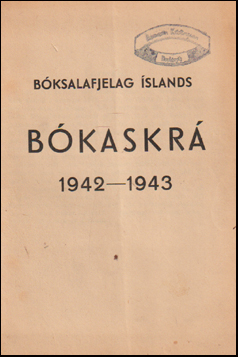 BÓKSALAFJELAG ÍSLANDS
BÓKASKRÁ
1942—1943